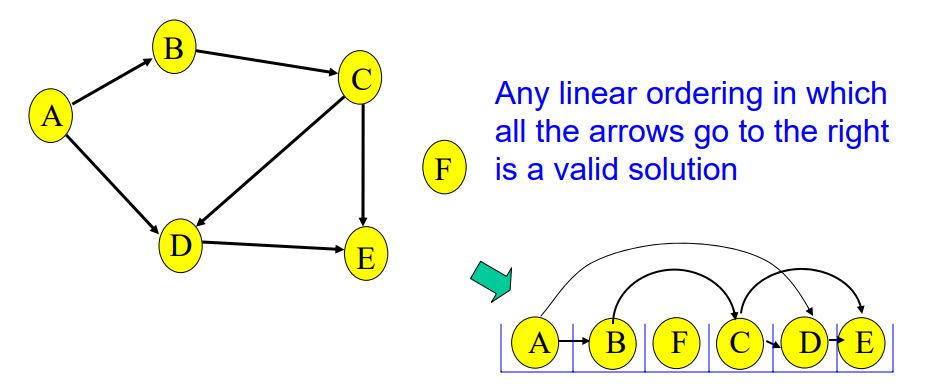 B
C
A
Any linear ordering in which
all the arrows go to the right
is a valid solution
F
D
E
A B F C D E